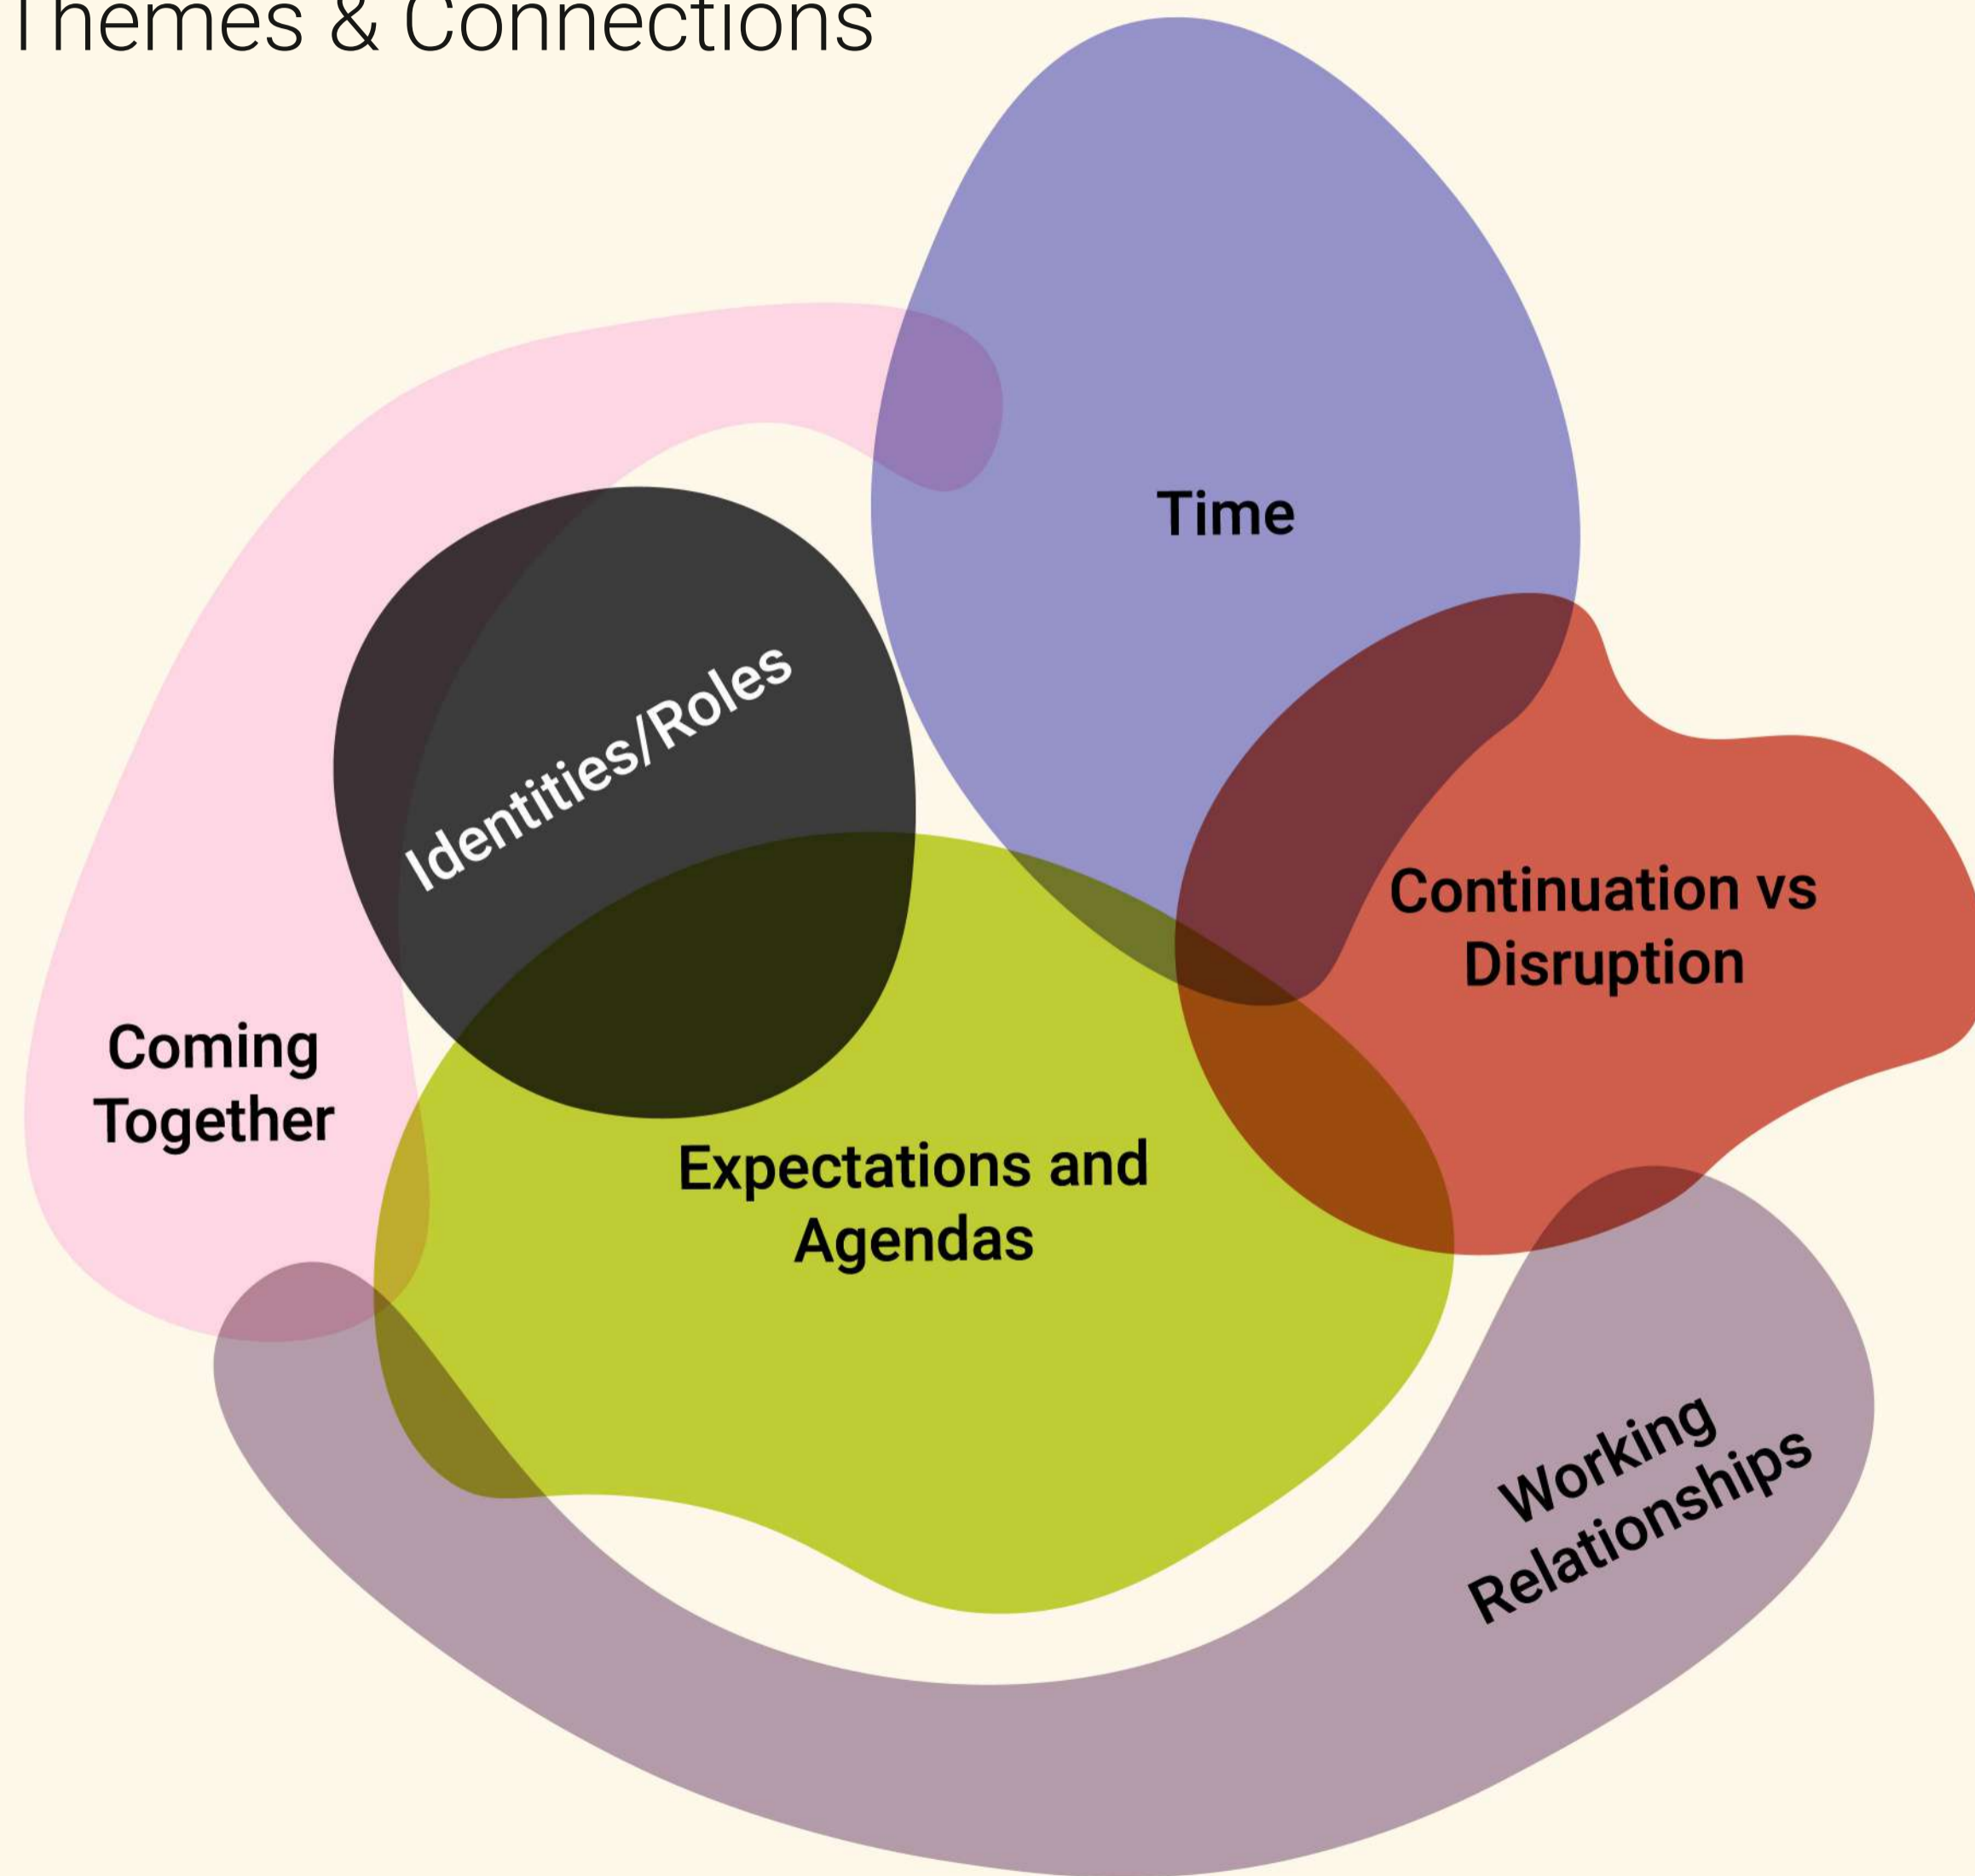 Themes & Connections
Time
Identities/Roles
Continuation vs
Disruption
Coming
Together
Expectations and
Agendas
Working
Relationships